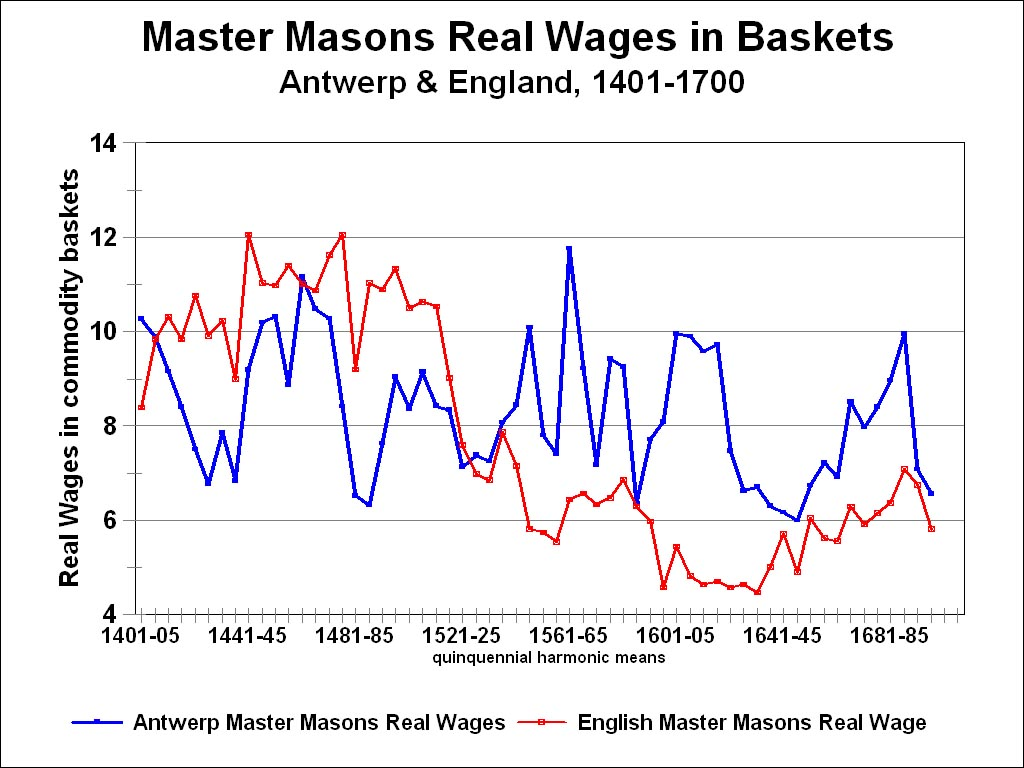 Master Masons Real Wages in Baskets
Antwerp & England, 1401-1700
Real Wages in commodity baskets
14
12
10
8
6
4
1401-05 1441-45 1481-85 1521-25 1561-65 1601-05 1641-45 1681-85
quinquennial harmonic means
Antwerp Master Masons Real Wages English Master Masons Real Wage